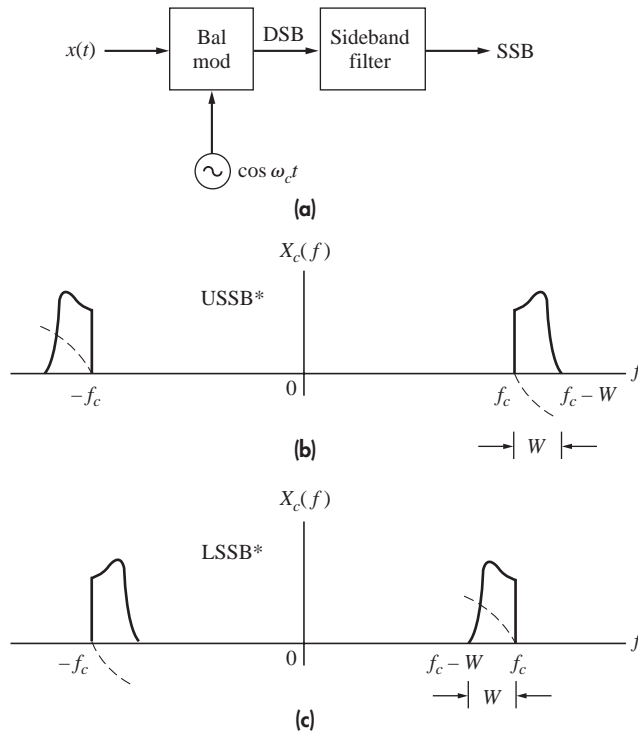 x(t)
Bal
mod
DSB
Sideband
filter
SSB
cos ω_c t
(a)
X_c(f)
USSB*
−f_c
0
f_c
f_c − W
f
W
(b)
X_c(f)
LSSB*
−f_c
0
f_c − W
f_c
f
W
(c)